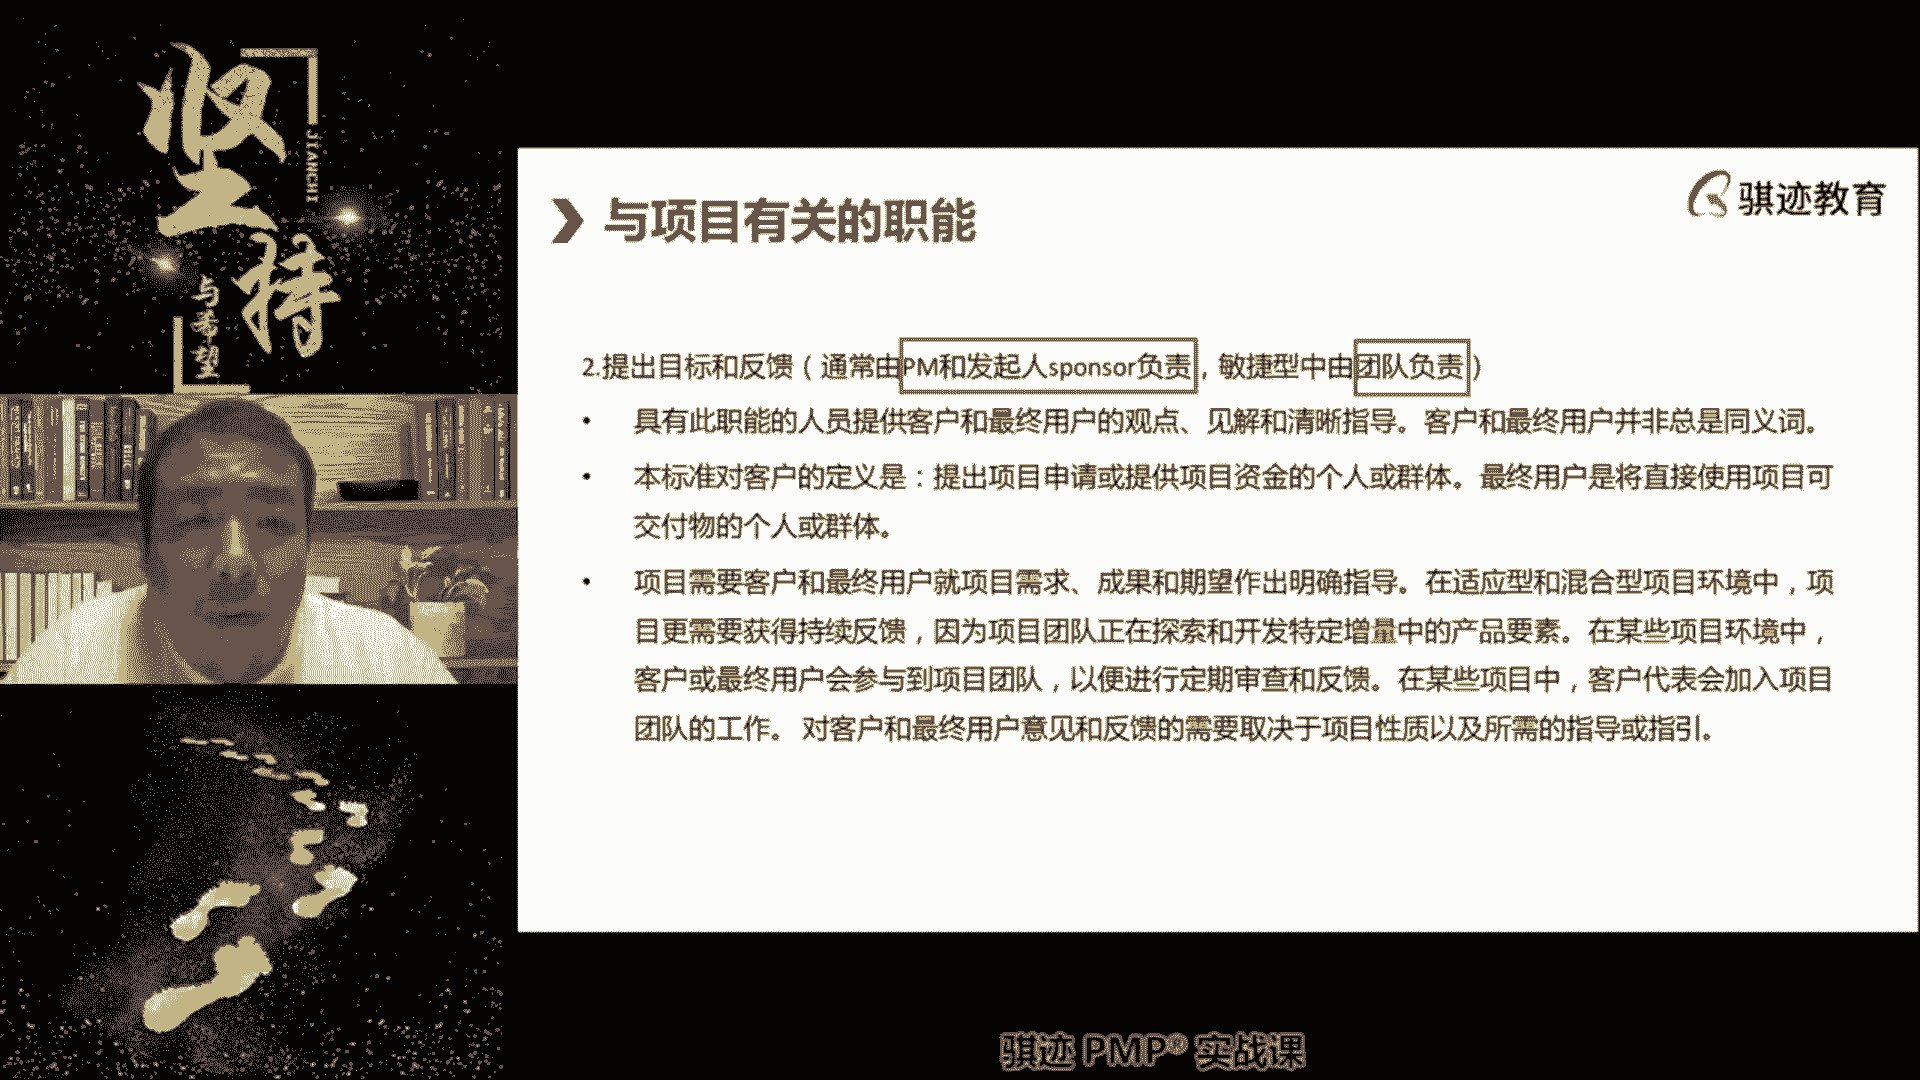 坚持
JIANCHI
与希望
骐迹教育
与项目有关的职能
2.提出目标和反馈（通常由PM和发起人sponsor负责，敏捷型中由团队负责）
• 具有此职能的人员提供客户和最终用户的观点、见解和清晰指导。客户和最终用户并非总是同义词。
• 本标准对客户的定义是：提出项目申请或提供项目资金的个人或群体。最终用户是将直接使用项目可
交付物的个人或群体。
• 项目需要客户和最终用户就项目需求、成果和期望作出明确指导。在适应型和混合型项目环境中，项
目更需要获得持续反馈，因为项目团队正在探索和开发特定增量中的产品要素。在某些项目环境中，
客户或最终用户会参与到项目团队，以便进行定期审查和反馈。在某些项目中，客户代表会加入项目
团队的工作。 对客户和最终用户意见和反馈的需要取决于项目性质以及所需的指导或指引。
骐迹 PMP® 实战课